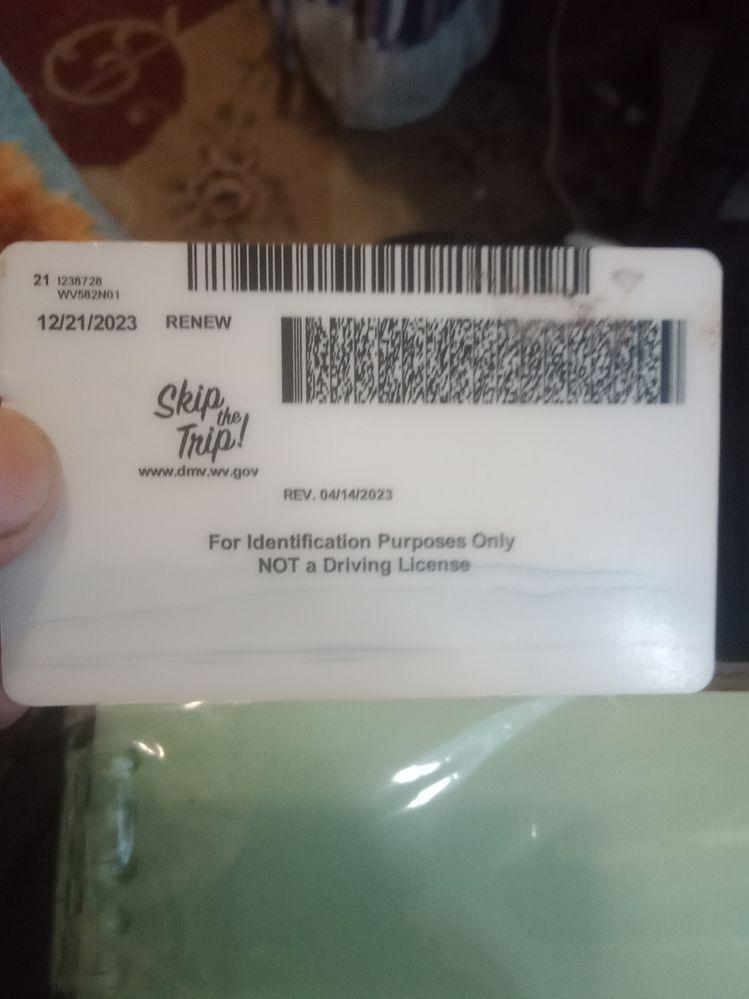 21 I238728
WV582N01
12/21/2023 RENEW
Skip
the
Trip!
www.dmv.wv.gov
REV. 04/14/2023
For Identification Purposes Only
NOT a Driving License